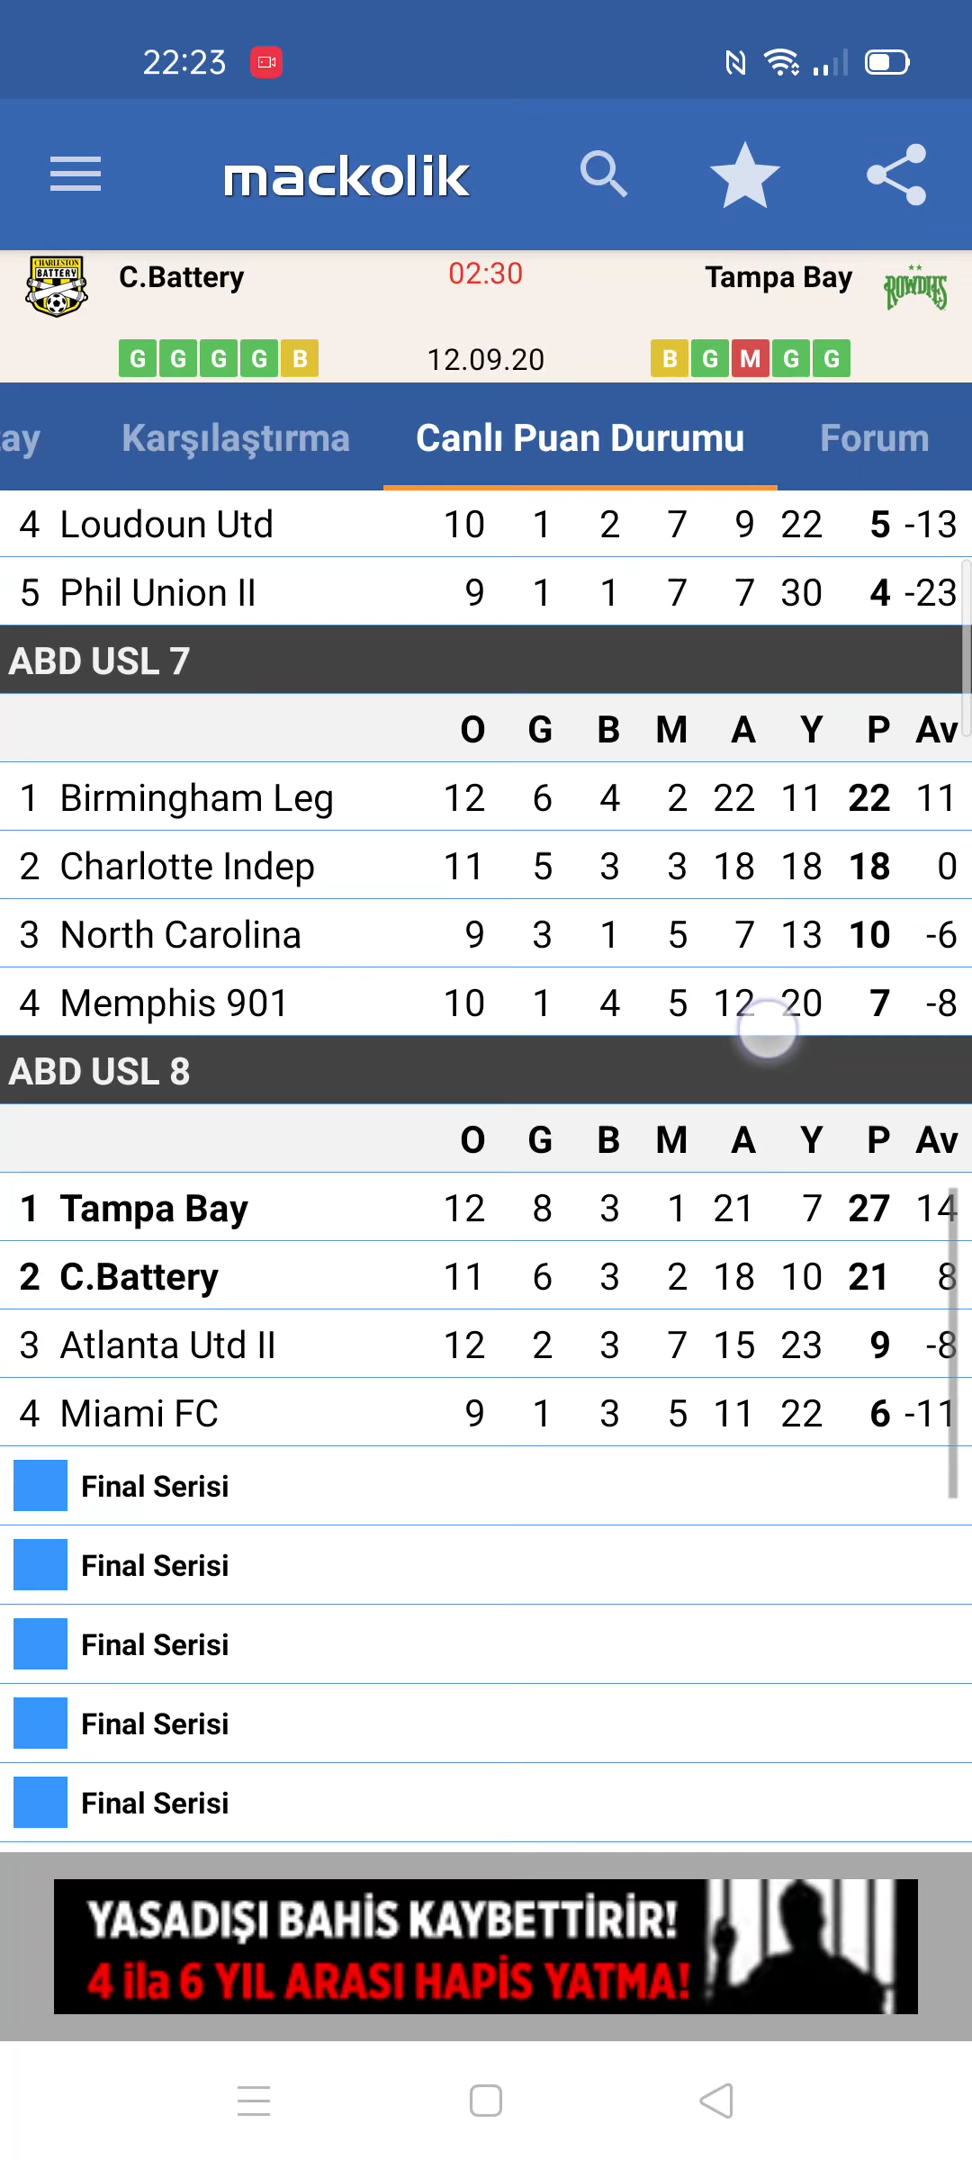 22:23
mackolik
CHARLESTON
BATTERY
C.Battery 02:30 Tampa Bay
ROWDIES
G G G G B 12.09.20 B G M G G
ay Karşılaştırma Canlı Puan Durumu Forum
4 Loudoun Utd 10 1 2 7 9 22 5 -13
5 Phil Union II 9 1 1 7 7 30 4 -23
ABD USL 7
O G B M A Y P Av
1 Birmingham Leg 12 6 4 2 22 11 22 11
2 Charlotte Indep 11 5 3 3 18 18 18 0
3 North Carolina 9 3 1 5 7 13 10 -6
4 Memphis 901 10 1 4 5 12 20 7 -8
ABD USL 8
O G B M A Y P Av
1 Tampa Bay 12 8 3 1 21 7 27 14
2 C.Battery 11 6 3 2 18 10 21 8
3 Atlanta Utd II 12 2 3 7 15 23 9 -8
4 Miami FC 9 1 3 5 11 22 6 -11
Final Serisi
Final Serisi
Final Serisi
Final Serisi
Final Serisi
YASADIŞI BAHİS KAYBETTİRİR!
4 ila 6 YIL ARASI HAPİS YATMA!